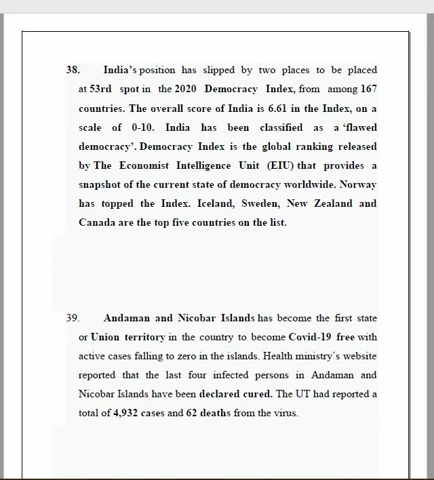 38. India's position has slipped by two places to be placed
at 53rd spot in the 2020 Democracy Index, from among 167
countries. The overall score of India is 6.61 in the Index, on a
scale of 0-10. India has been classified as a 'flawed
democracy'. Democracy Index is the global ranking released
by The Economist Intelligence Unit (EIU) that provides a
snapshot of the current state of democracy worldwide. Norway
has topped the Index. Iceland, Sweden, New Zealand and
Canada are the top five countries on the list.
39. Andaman and Nicobar Islands has become the first state
or Union territory in the country to become Covid-19 free with
active cases falling to zero in the islands. Health ministry's website
reported that the last four infected persons in Andaman and
Nicobar Islands have been declared cured. The UT had reported a
total of 4,932 cases and 62 deaths from the virus.